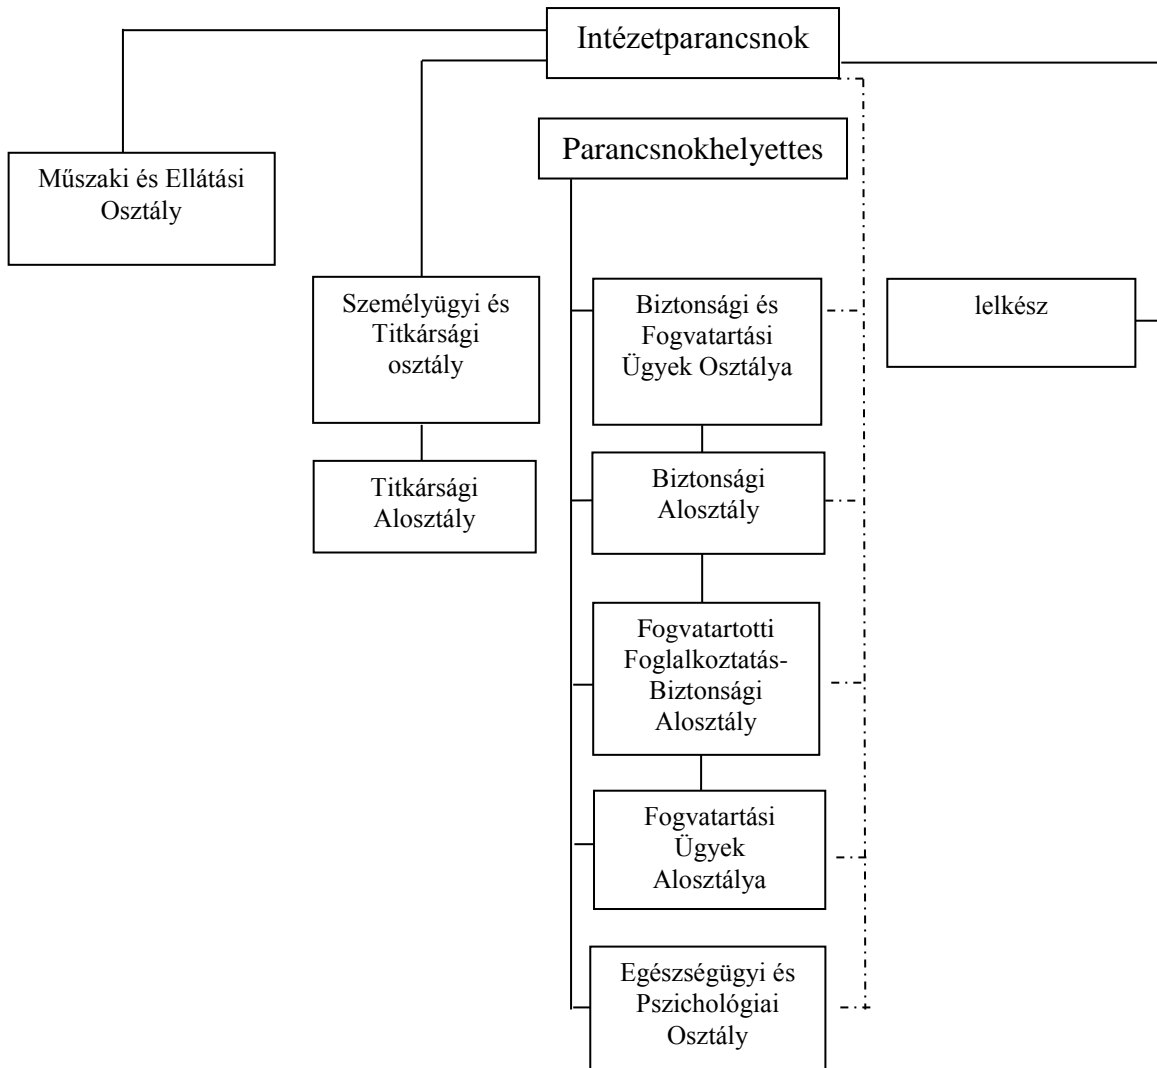 Intézetparancsnok
Parancsnokhelyettes
Műszaki és Ellátási
Osztály
Személyügyi és
Titkársági
osztály
Biztonsági és
Fogvatartási
Ügyek Osztálya
lelkész
Titkársági
Alosztály
Biztonsági
Alosztály
Fogvatartotti
Foglalkoztatás-
Biztonsági
Alosztály
Fogvatartási
Ügyek
Alosztálya
Egészségügyi és
Pszichológiai
Osztály